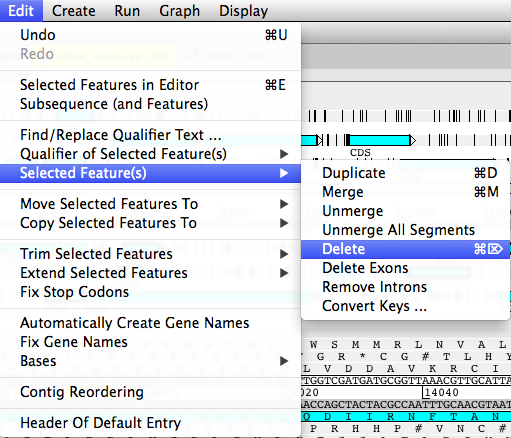 Edit Create Run Graph Display
Undo ⌘U
Redo
Selected Features in Editor ⌘E
Subsequence (and Features)
Find/Replace Qualifier Text ...
Qualifier of Selected Feature(s)
Selected Feature(s)
Move Selected Features To
Copy Selected Features To
Trim Selected Features
Extend Selected Features
Fix Stop Codons
Automatically Create Gene Names
Fix Gene Names
Bases
Contig Reordering
Header Of Default Entry
CDS
Duplicate ⌘D
Merge ⌘M
Unmerge
Unmerge All Segments
Delete ⌘⌦
Delete Exons
Remove Introns
Convert Keys ...
W S M M R L N A Y
G R * C G # T L H Y
L V D D A V K R C I
TGGTCGATGATGCGGTTAAACGTTGCATTA
020 14040
AACCAGCTACTACGCCAATTTGCAACGTAAT
Q D I I R N F T A N